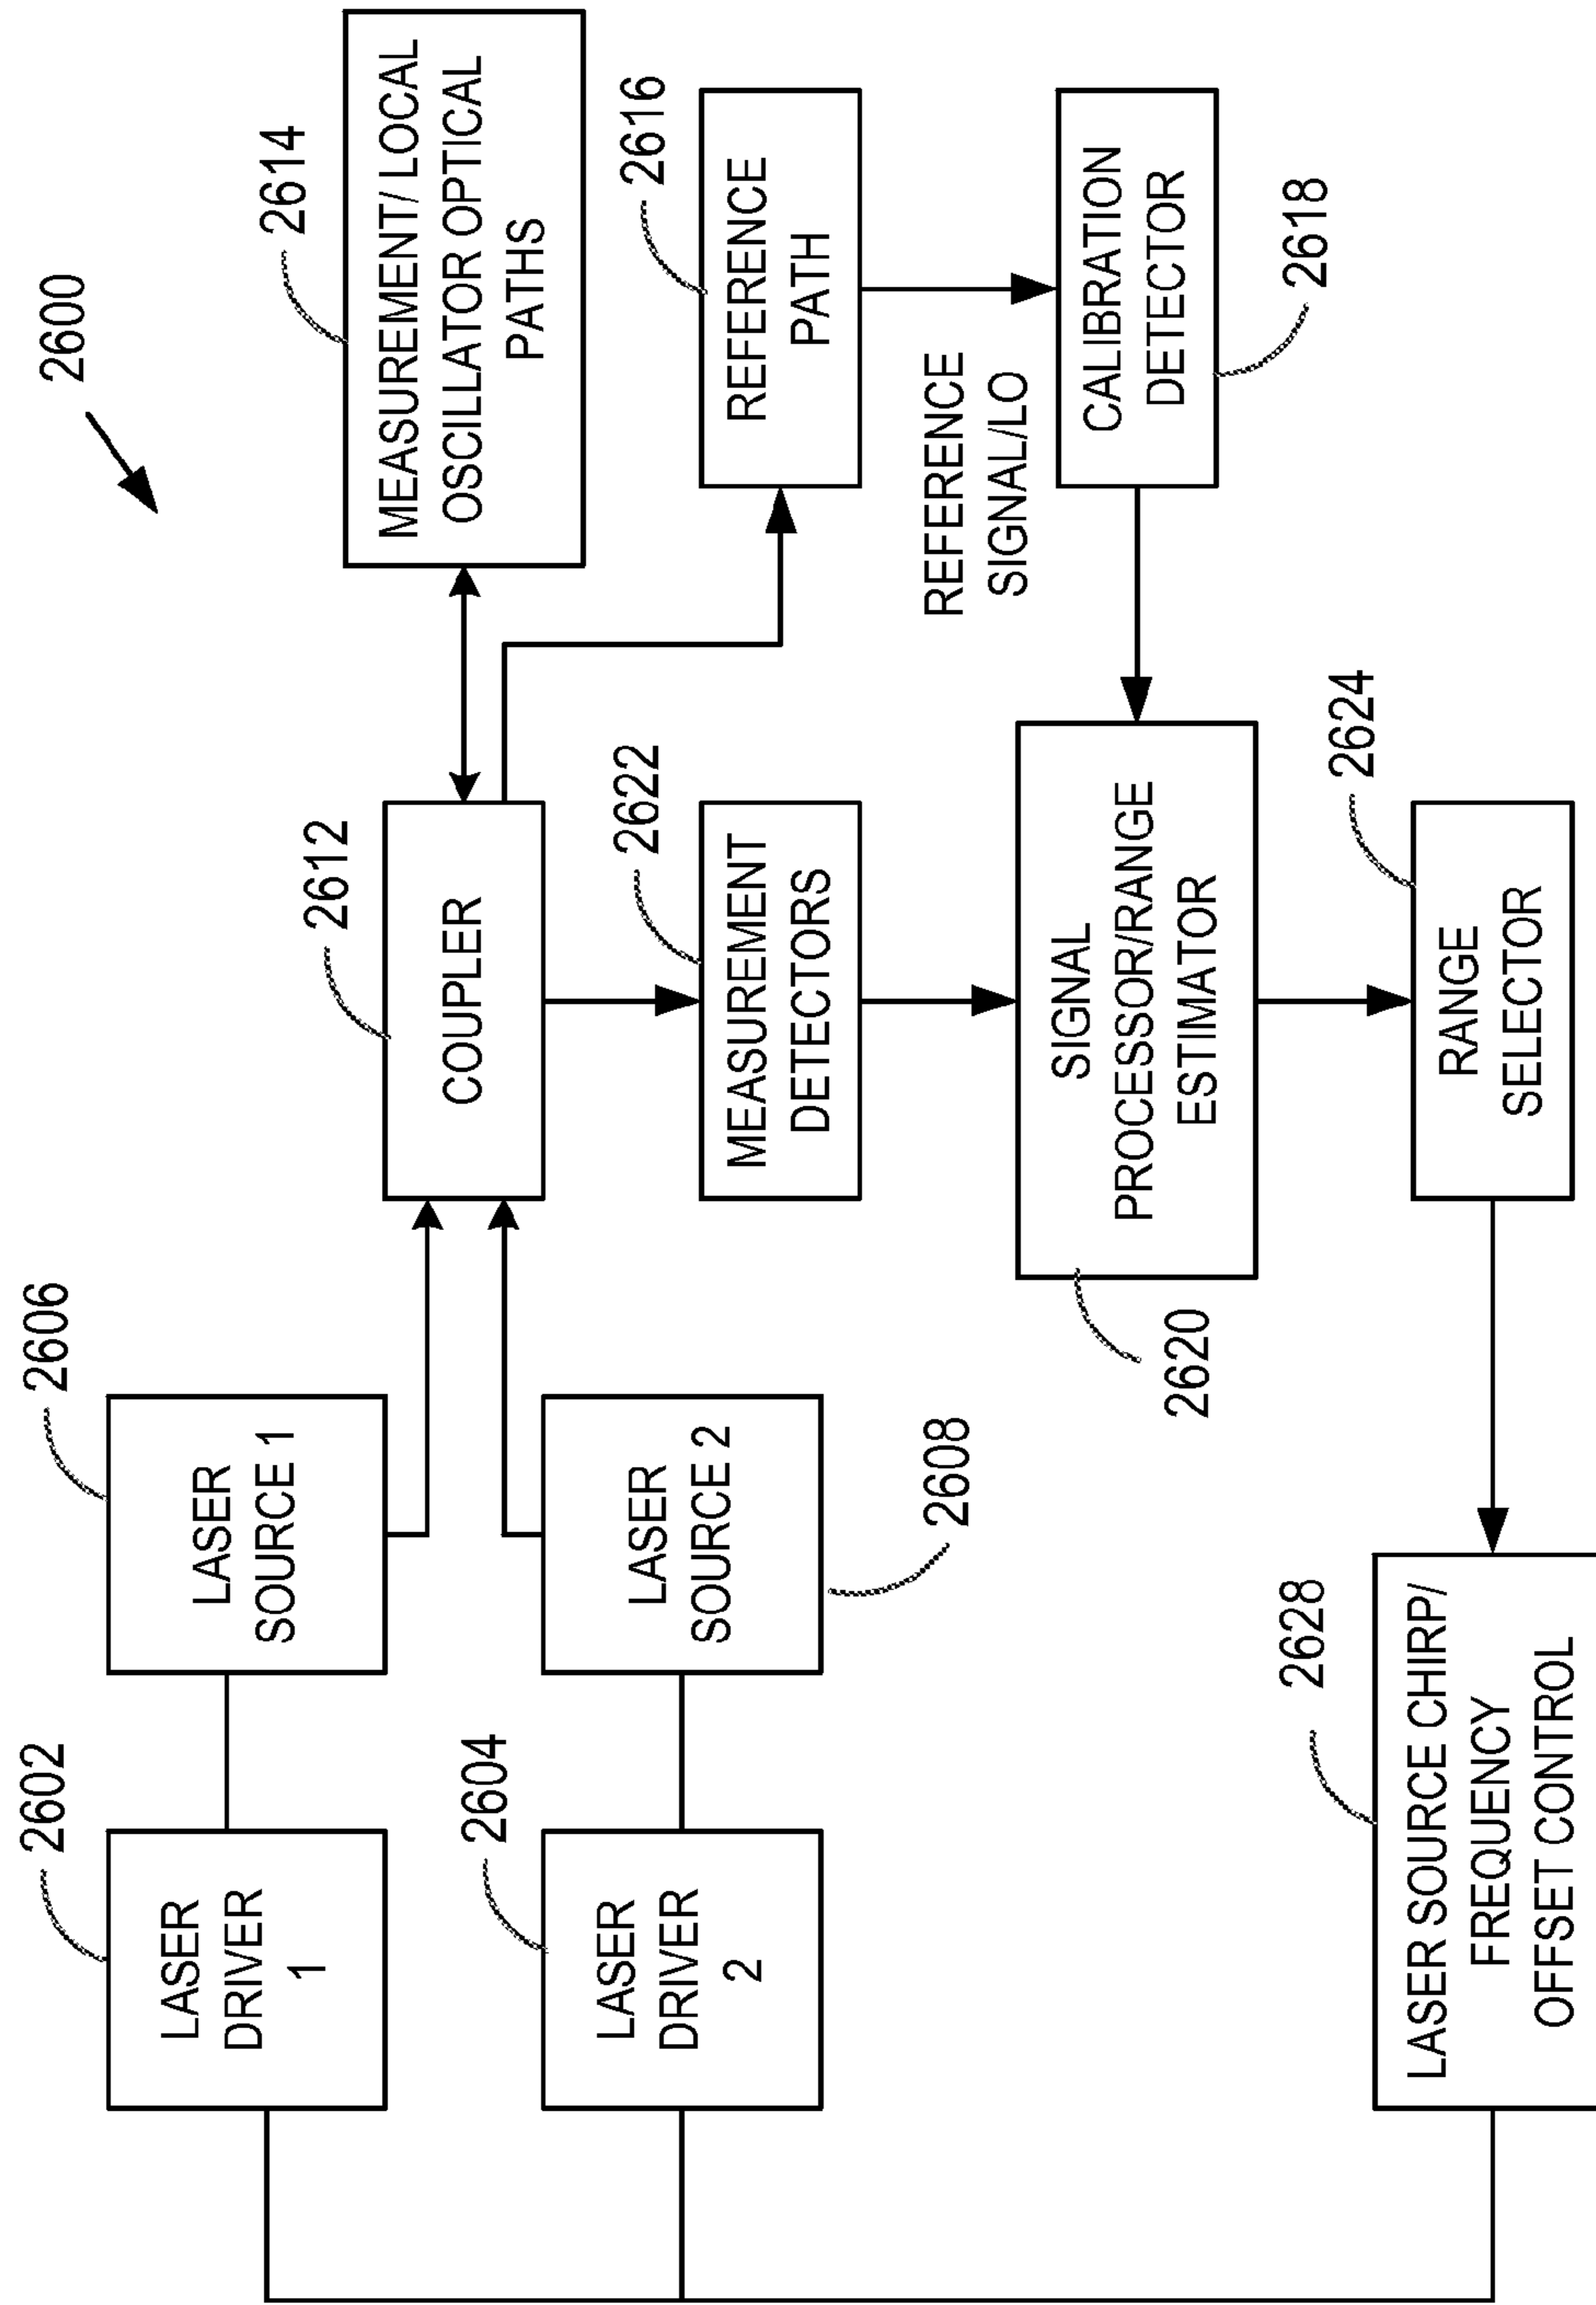 2600
2602
LASER
DRIVER
1
2606
LASER
SOURCE 1
2604
LASER
DRIVER
2
LASER
SOURCE 2
2608
2612
COUPLER
2614
MEASUREMENT/ LOCAL
OSCILLATOR OPTICAL
PATHS
2622
MEASUREMENT
DETECTORS
2616
REFERENCE
PATH
REFERENCE
SIGNAL/LO
SIGNAL
PROCESSOR/RANGE
ESTIMATOR
2620
CALIBRATION
DETECTOR
2618
2628
LASER SOURCE CHIRP/
FREQUENCY
OFFSET CONTROL
2624
RANGE
SELECTOR